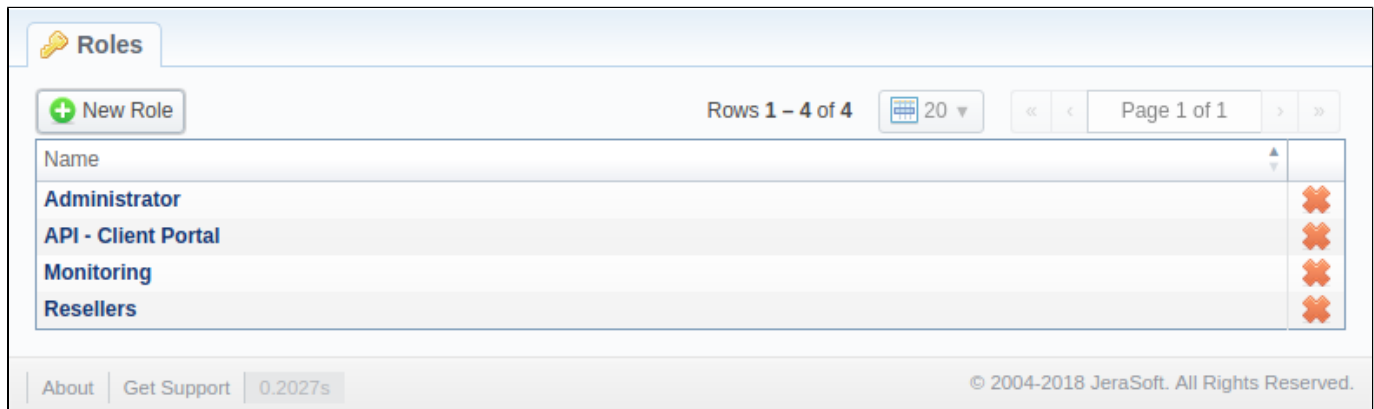 Roles
New Role Rows 1 – 4 of 4 20 ▼ « ‹ Page 1 of 1 › »
Name
Administrator
API - Client Portal
Monitoring
Resellers
About Get Support 0.2027s © 2004-2018 JeraSoft. All Rights Reserved.